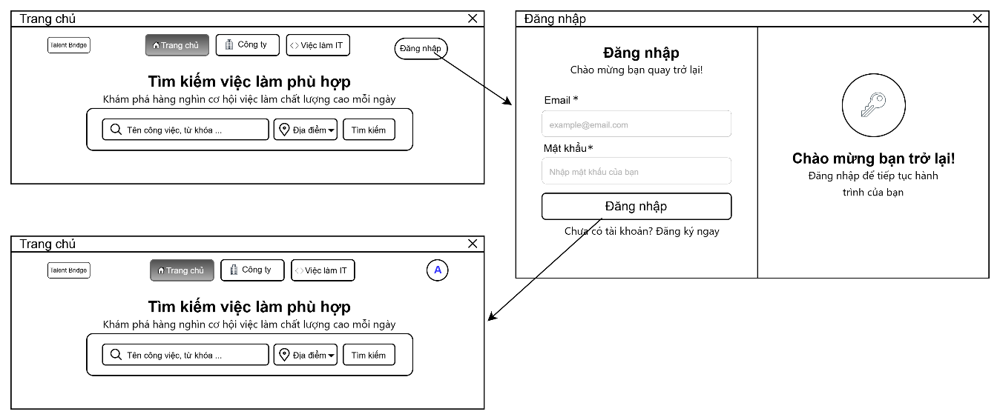 Trang chủ
Talent Bridge
Trang chủ
Công ty
<> Việc làm IT
Đăng nhập
Tìm kiếm việc làm phù hợp
Khám phá hàng nghìn cơ hội việc làm chất lượng cao mỗi ngày
Tên công việc, từ khóa ...
Địa điểm
Tìm kiếm
Đăng nhập
Đăng nhập
Chào mừng bạn quay trở lại!
Email *
example@email.com
Mật khẩu*
Nhập mật khẩu của bạn
Đăng nhập
Chưa có tài khoản? Đăng ký ngay
Chào mừng bạn trở lại!
Đăng nhập để tiếp tục hành
trình của bạn
Trang chủ
Talent Bridge
Trang chủ
Công ty
<> Việc làm IT
A
Tìm kiếm việc làm phù hợp
Khám phá hàng nghìn cơ hội việc làm chất lượng cao mỗi ngày
Tên công việc, từ khóa ...
Địa điểm
Tìm kiếm